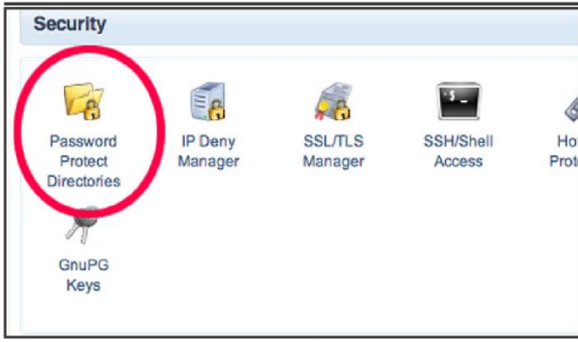 Security
Password
Protect
Directories
IP Deny
Manager
SSL/TLS
Manager
SSH/Shell
Access
GnuPG
Keys